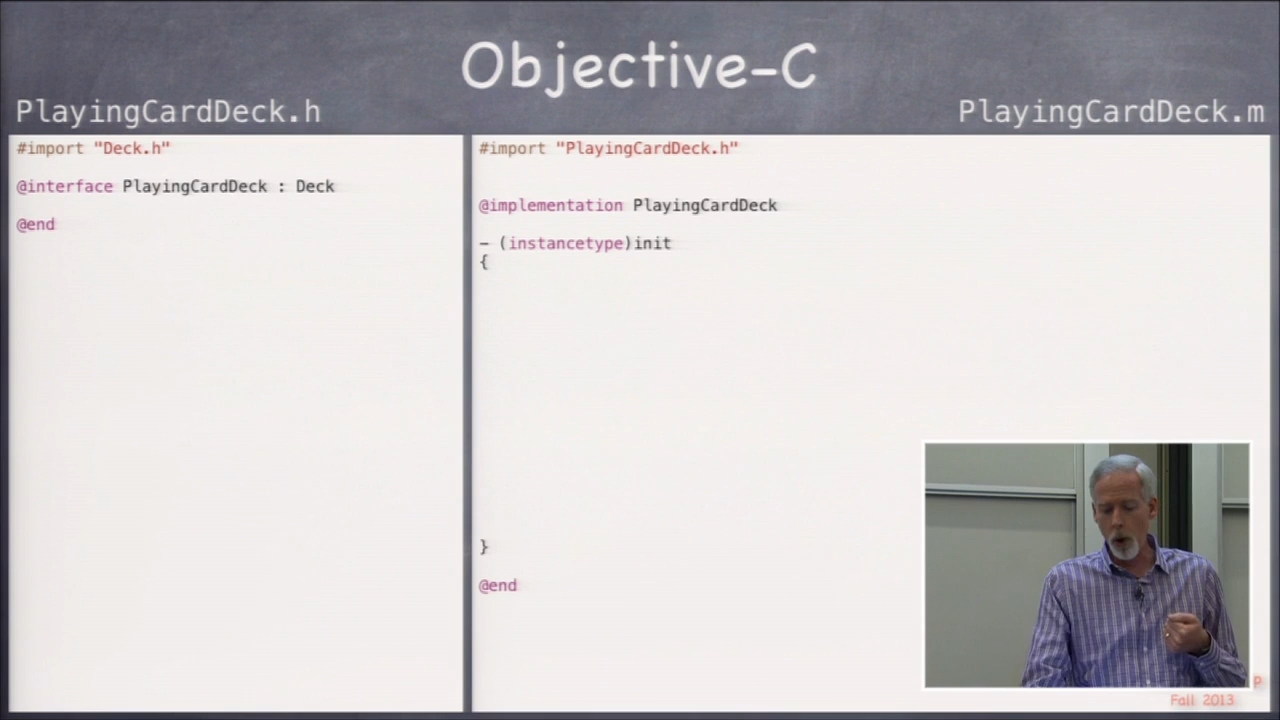 Objective-C
PlayingCardDeck.h
PlayingCardDeck.m
#import "Deck.h"
@interface PlayingCardDeck : Deck
@end
#import "PlayingCardDeck.h"
@implementation PlayingCardDeck
- (instancetype)init
{
}
@end
Fall 2013